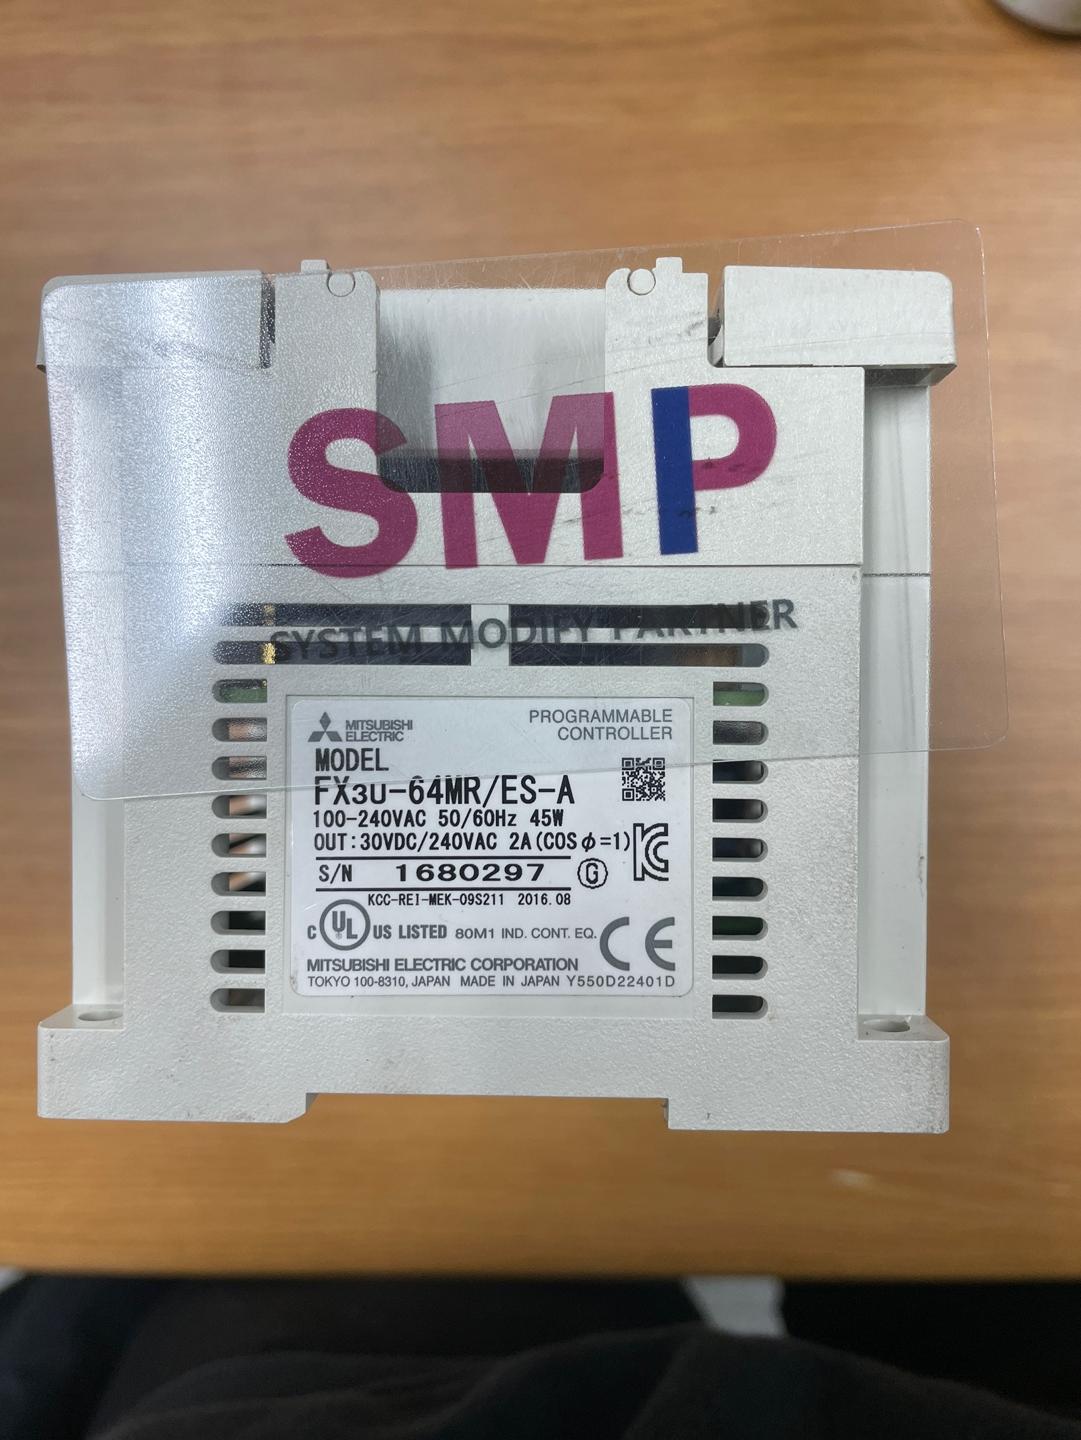 SMP
SYSTEM MODIFY PARTNER
MITSUBISHI
ELECTRIC
PROGRAMMABLE
CONTROLLER
MODEL
FX3U-64MR/ES-A
100-240VAC 50/60Hz 45W
OUT:30VDC/240VAC 2A(COSφ=1)
S/N 1680297
G
KC
KCC-REI-MEK-09S211 2016.08
C UL US LISTED 80M1 IND. CONT. EQ.
CE
MITSUBISHI ELECTRIC CORPORATION
TOKYO 100-8310, JAPAN MADE IN JAPAN Y550D22401D